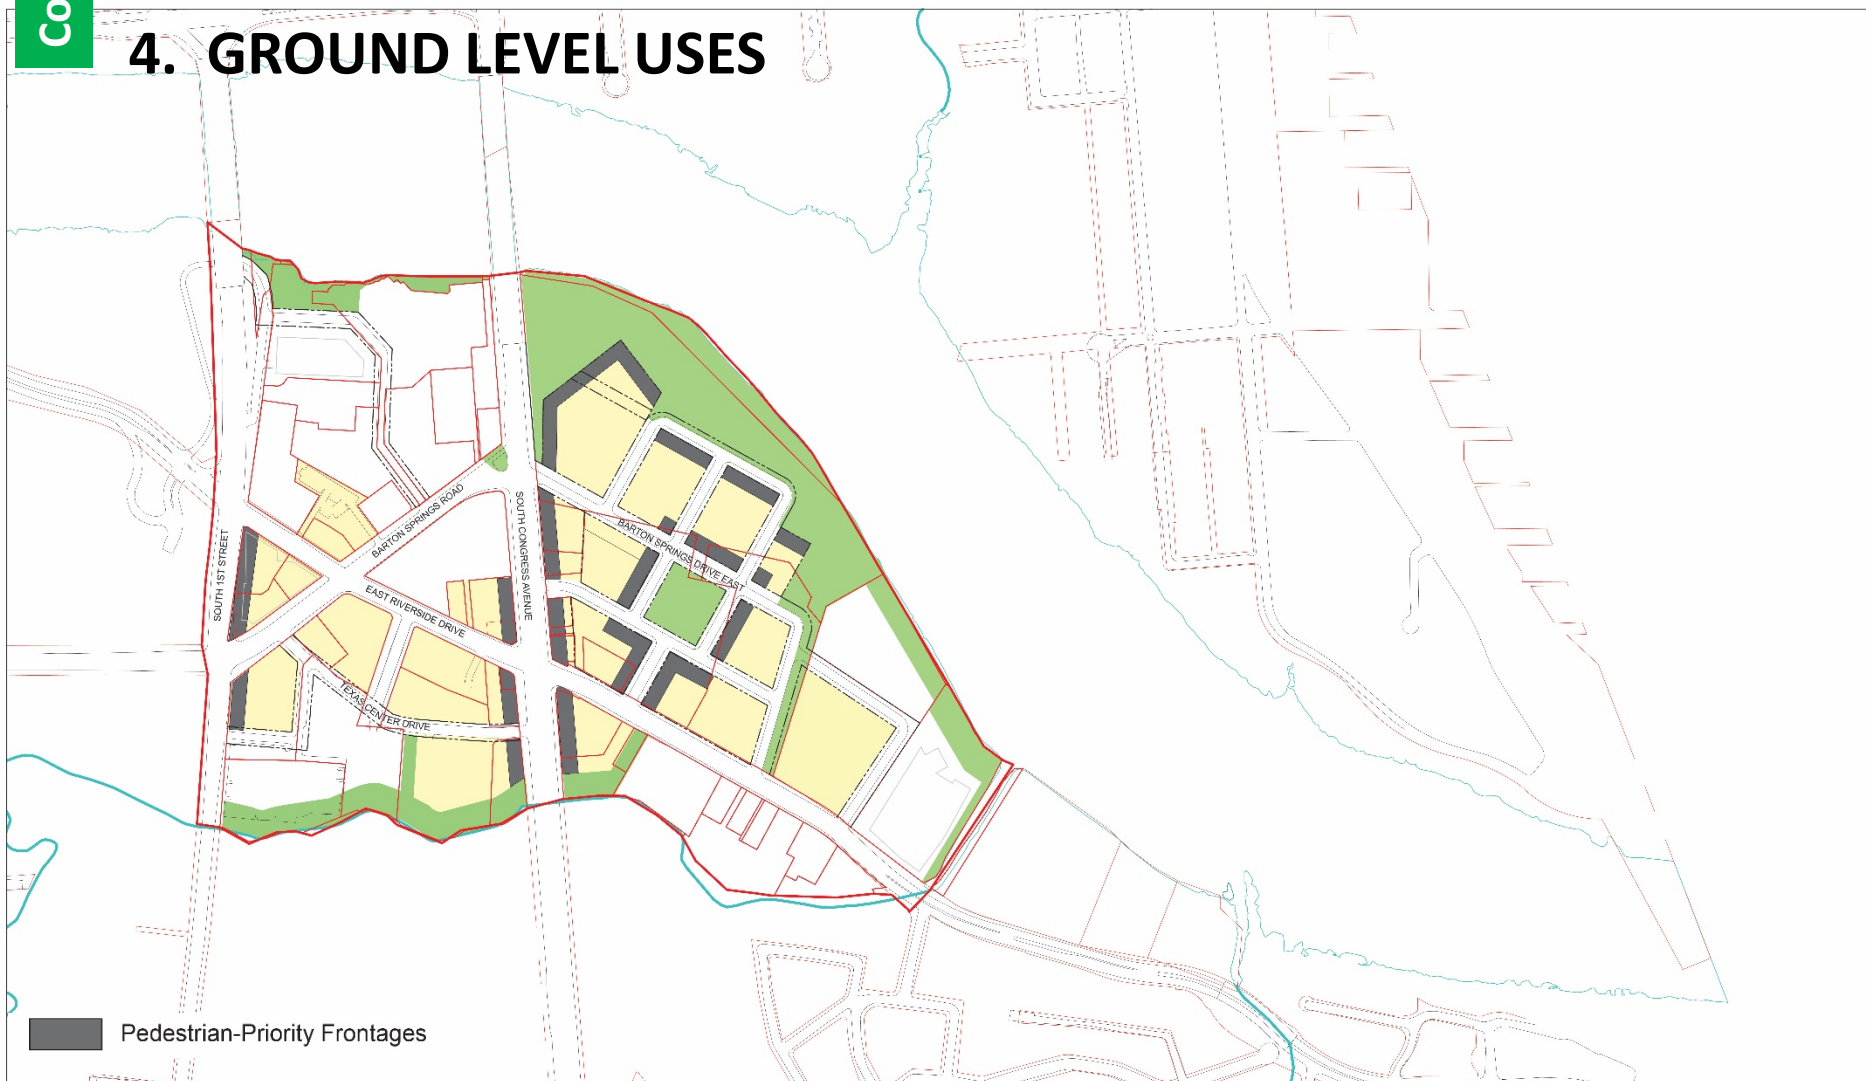 Co
4. GROUND LEVEL USES
BARTON SPRINGS ROAD
SOUTH CONGRESS AVENUE
BARTON SPRINGS DRIVE EAST
SOUTH 1ST STREET
EAST RIVERSIDE DRIVE
TEXAS CENTER DRIVE
Pedestrian-Priority Frontages